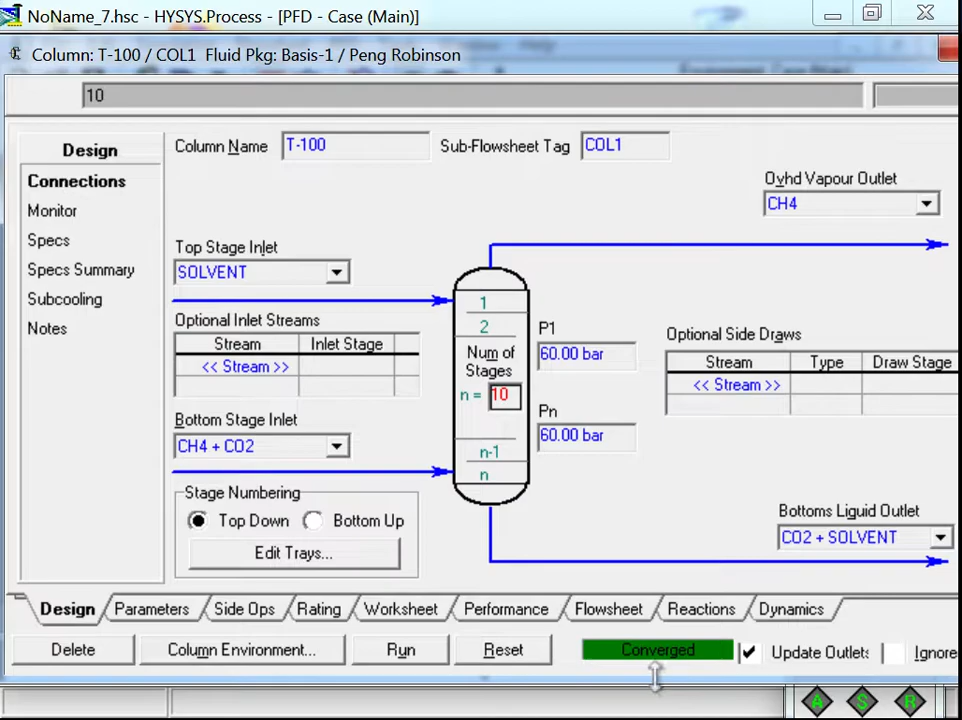 NoName_7.hsc - HYSYS.Process - [PFD - Case (Main)]
Column: T-100 / COL1 Fluid Pkg: Basis-1 / Peng Robinson
10
Design
Connections
Monitor
Specs
Specs Summary
Subcooling
Notes
Column Name T-100 Sub-Flowsheet Tag COL1
Ovhd Vapour Outlet
CH4
Top Stage Inlet
SOLVENT
Optional Inlet Streams
Stream Inlet Stage
<< Stream >>
Bottom Stage Inlet
CH4 + CO2
Stage Numbering
Top Down Bottom Up
Edit Trays...
1
2
Num of
Stages
n = 10
n-1
n
P1
60.00 bar
Pn
60.00 bar
Optional Side Draws
Stream Type Draw Stage
<< Stream >>
Bottoms Liquid Outlet
CO2 + SOLVENT
Design Parameters Side Ops Rating Worksheet Performance Flowsheet Reactions Dynamics
Delete Column Environment... Run Reset Converged Update Outlets Ignore
A S R